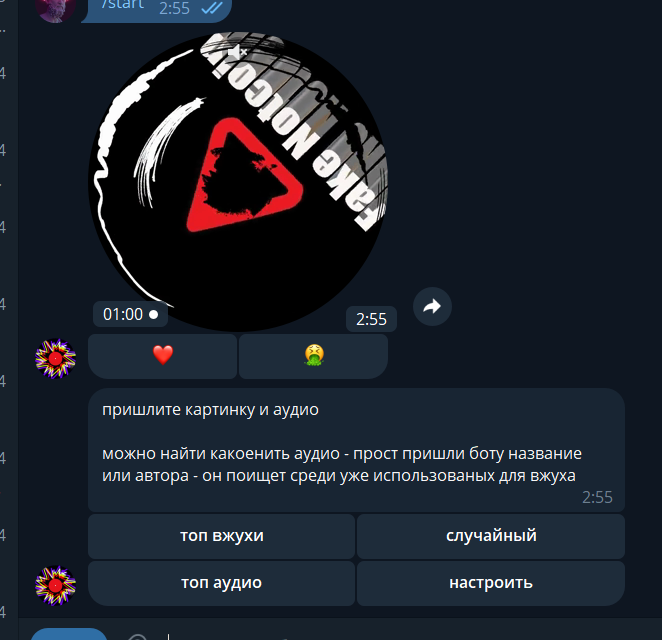 /start 2:55
Fake Notcoin
01:00
2:55
❤️
🤮
пришлите картинку и аудио
можно найти какоенить аудио - прост пришли боту название
или автора - он поищет среди уже использованых для вжуха
2:55
топ вжухи
случайный
топ аудио
настроить